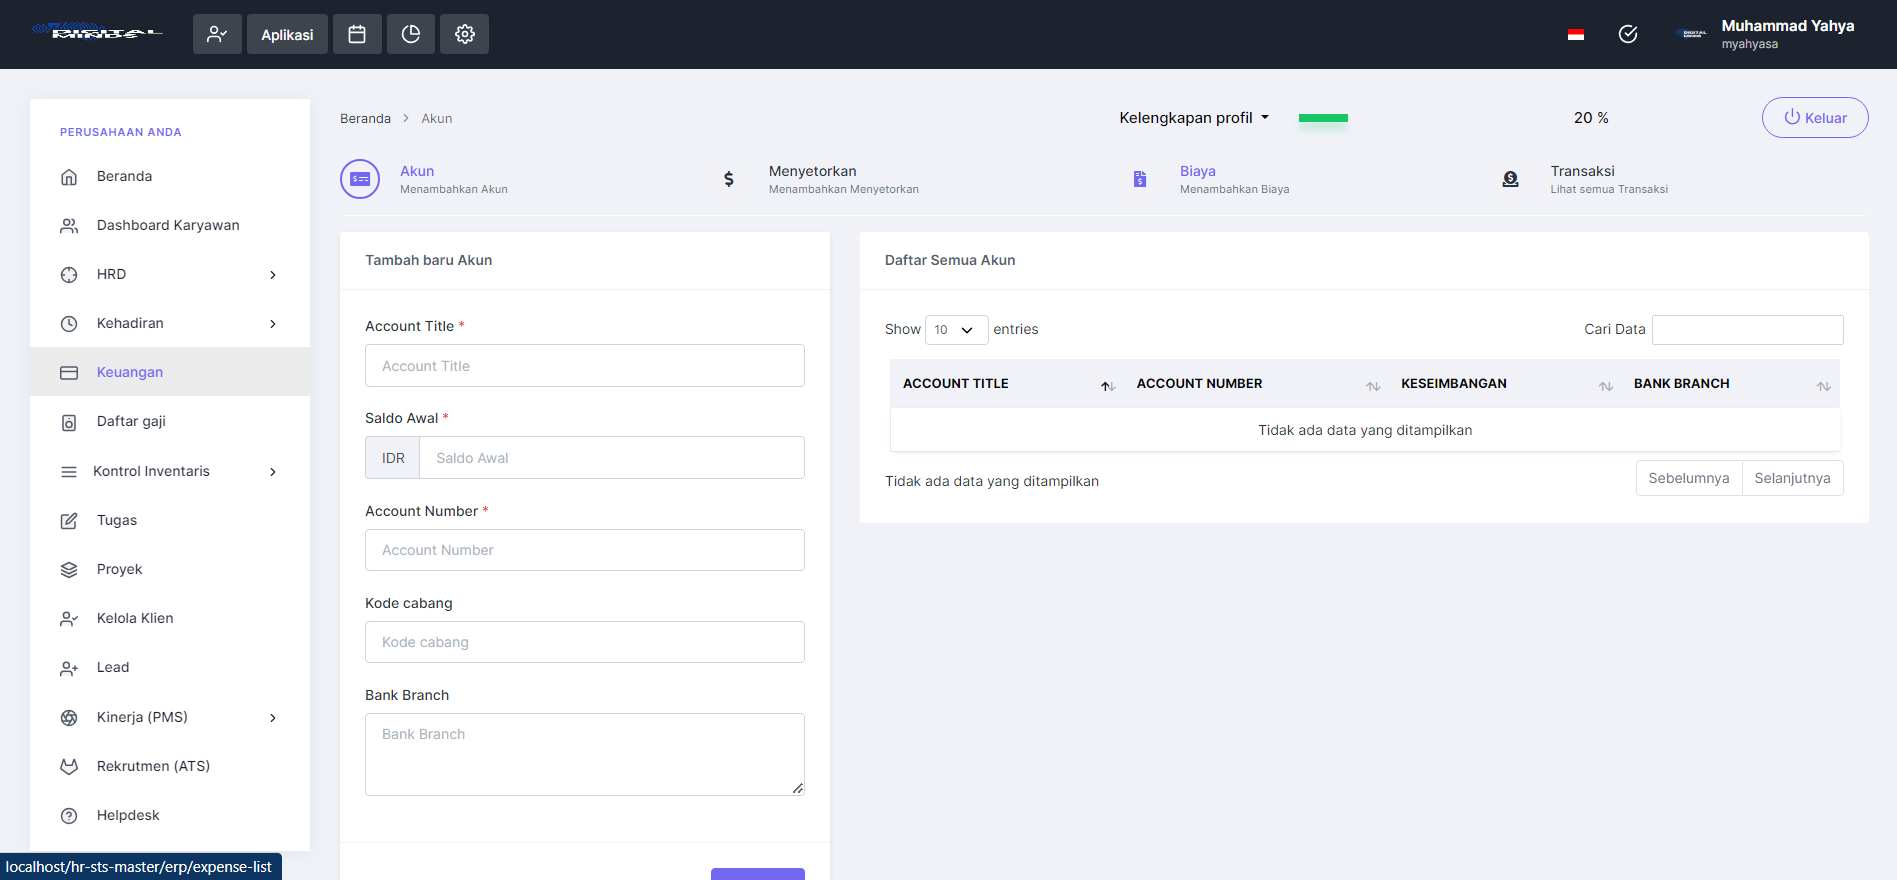 DIGITAL
MINDS
Aplikasi
DIGITAL
MINDS
Muhammad Yahya
myahyasa
PERUSAHAAN ANDA
Beranda
Dashboard Karyawan
HRD
Kehadiran
Keuangan
Daftar gaji
Kontrol Inventaris
Tugas
Proyek
Kelola Klien
Lead
Kinerja (PMS)
Rekrutmen (ATS)
Helpdesk
localhost/hr-sts-master/erp/expense-list
Beranda > Akun
Kelengkapan profil
20 %
Keluar
Akun
Menambahkan Akun
Menyetorkan
Menambahkan Menyetorkan
Biaya
Menambahkan Biaya
Transaksi
Lihat semua Transaksi
Tambah baru Akun
Account Title *
Account Title
Saldo Awal *
IDR Saldo Awal
Account Number *
Account Number
Kode cabang
Kode cabang
Bank Branch
Bank Branch
Daftar Semua Akun
Show 10 entries
Cari Data
ACCOUNT TITLE ACCOUNT NUMBER KESEIMBANGAN BANK BRANCH
Tidak ada data yang ditampilkan
Tidak ada data yang ditampilkan
Sebelumnya Selanjutnya